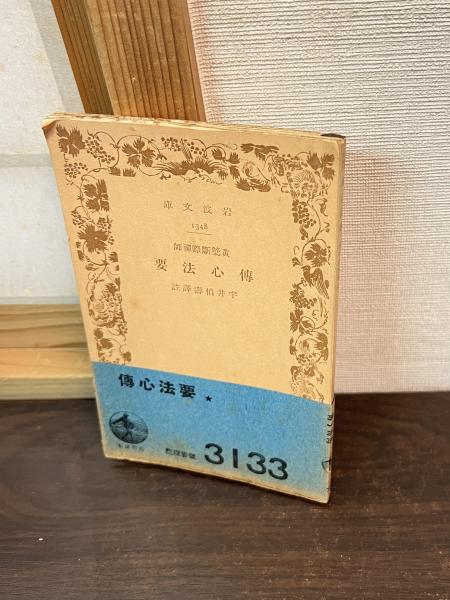 岩波文庫
1348
黃檗斷際禪師
傳心法要
宇井伯壽譯註
傳心法要 ★
3133